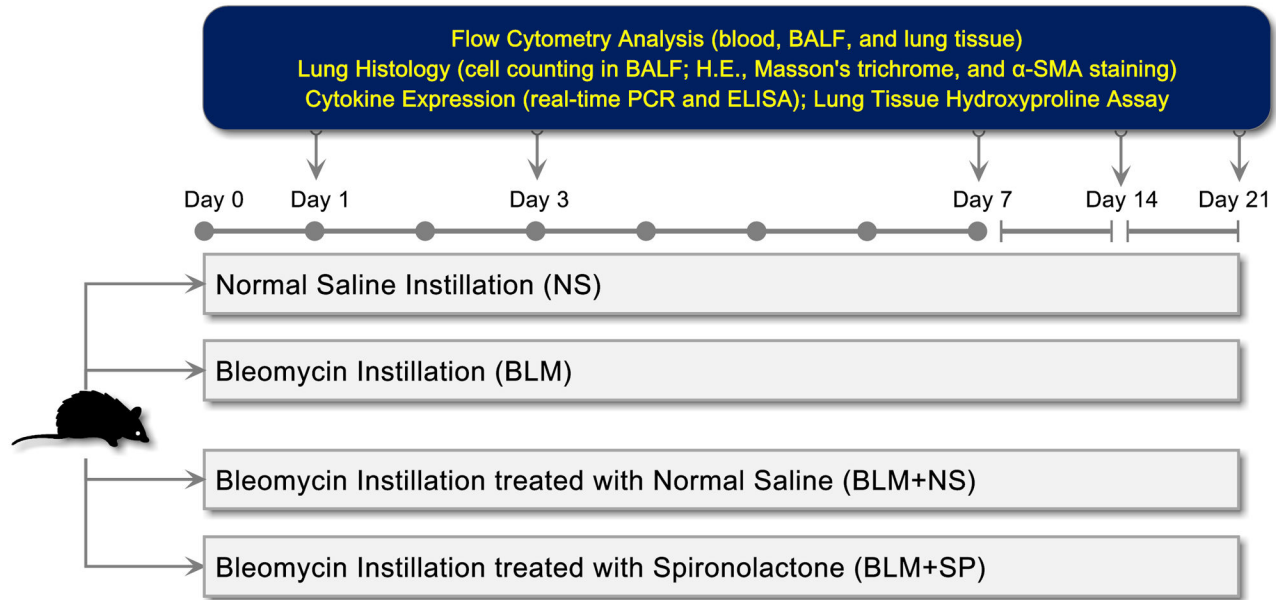 Flow Cytometry Analysis (blood, BALF, and lung tissue)
Lung Histology (cell counting in BALF; H.E., Masson's trichrome, and α-SMA staining)
Cytokine Expression (real-time PCR and ELISA); Lung Tissue Hydroxyproline Assay
Day 0 Day 1 Day 3 Day 7 Day 14 Day 21
Normal Saline Instillation (NS)
Bleomycin Instillation (BLM)
Bleomycin Instillation treated with Normal Saline (BLM+NS)
Bleomycin Instillation treated with Spironolactone (BLM+SP)